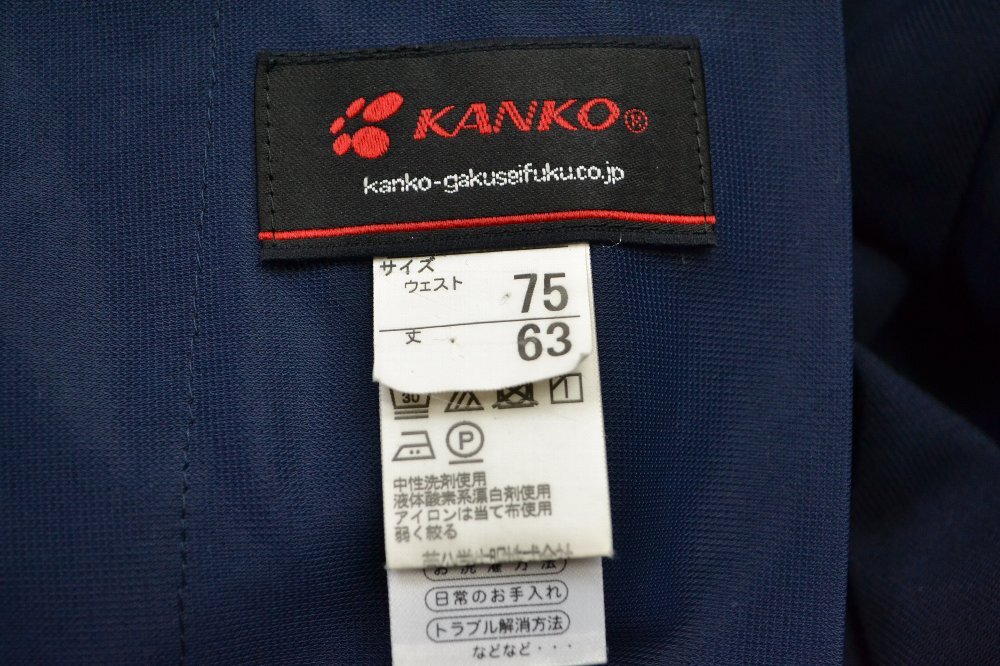 KANKO®
kanko-gakuseifuku.co.jp
サイズ
ウェスト 75
丈 63
30
P
中性洗剤使用
液体酸素系漂白剤使用
アイロンは当て布使用
弱く絞る
お洗濯方法
日常のお手入れ
トラブル解消方法
などなど・・・